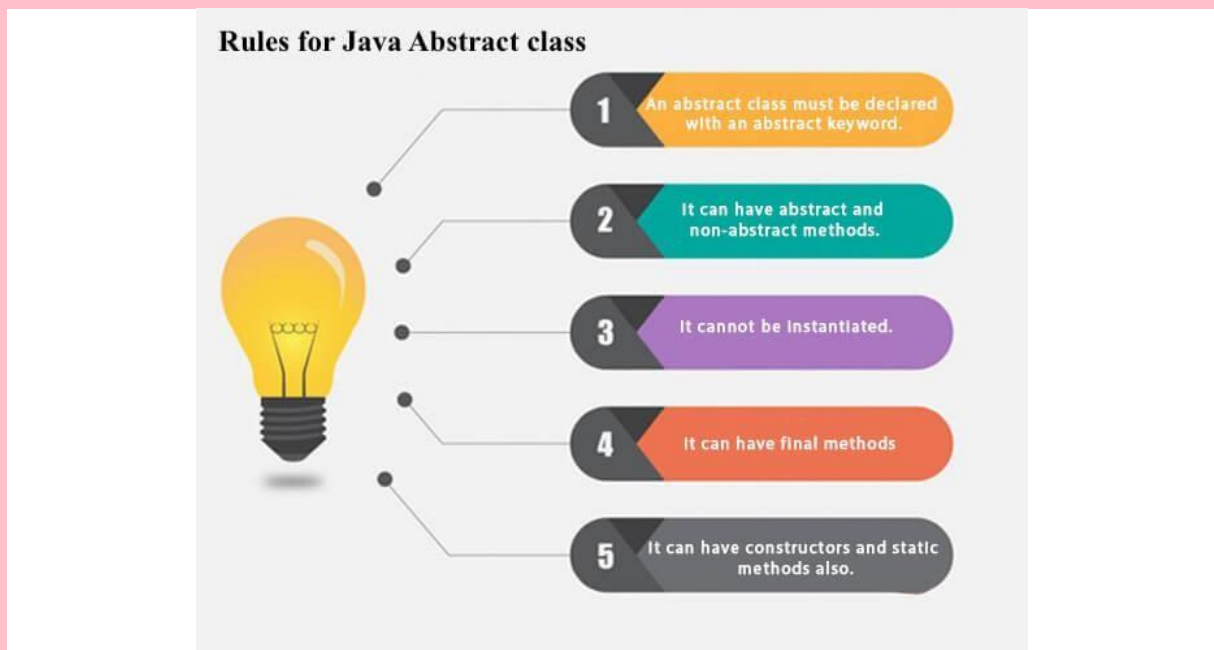 Rules for Java Abstract class
1
An abstract class must be declared
with an abstract keyword.
2
It can have abstract and
non-abstract methods.
3
It cannot be instantiated.
4
It can have final methods
5
It can have constructors and static
methods also.